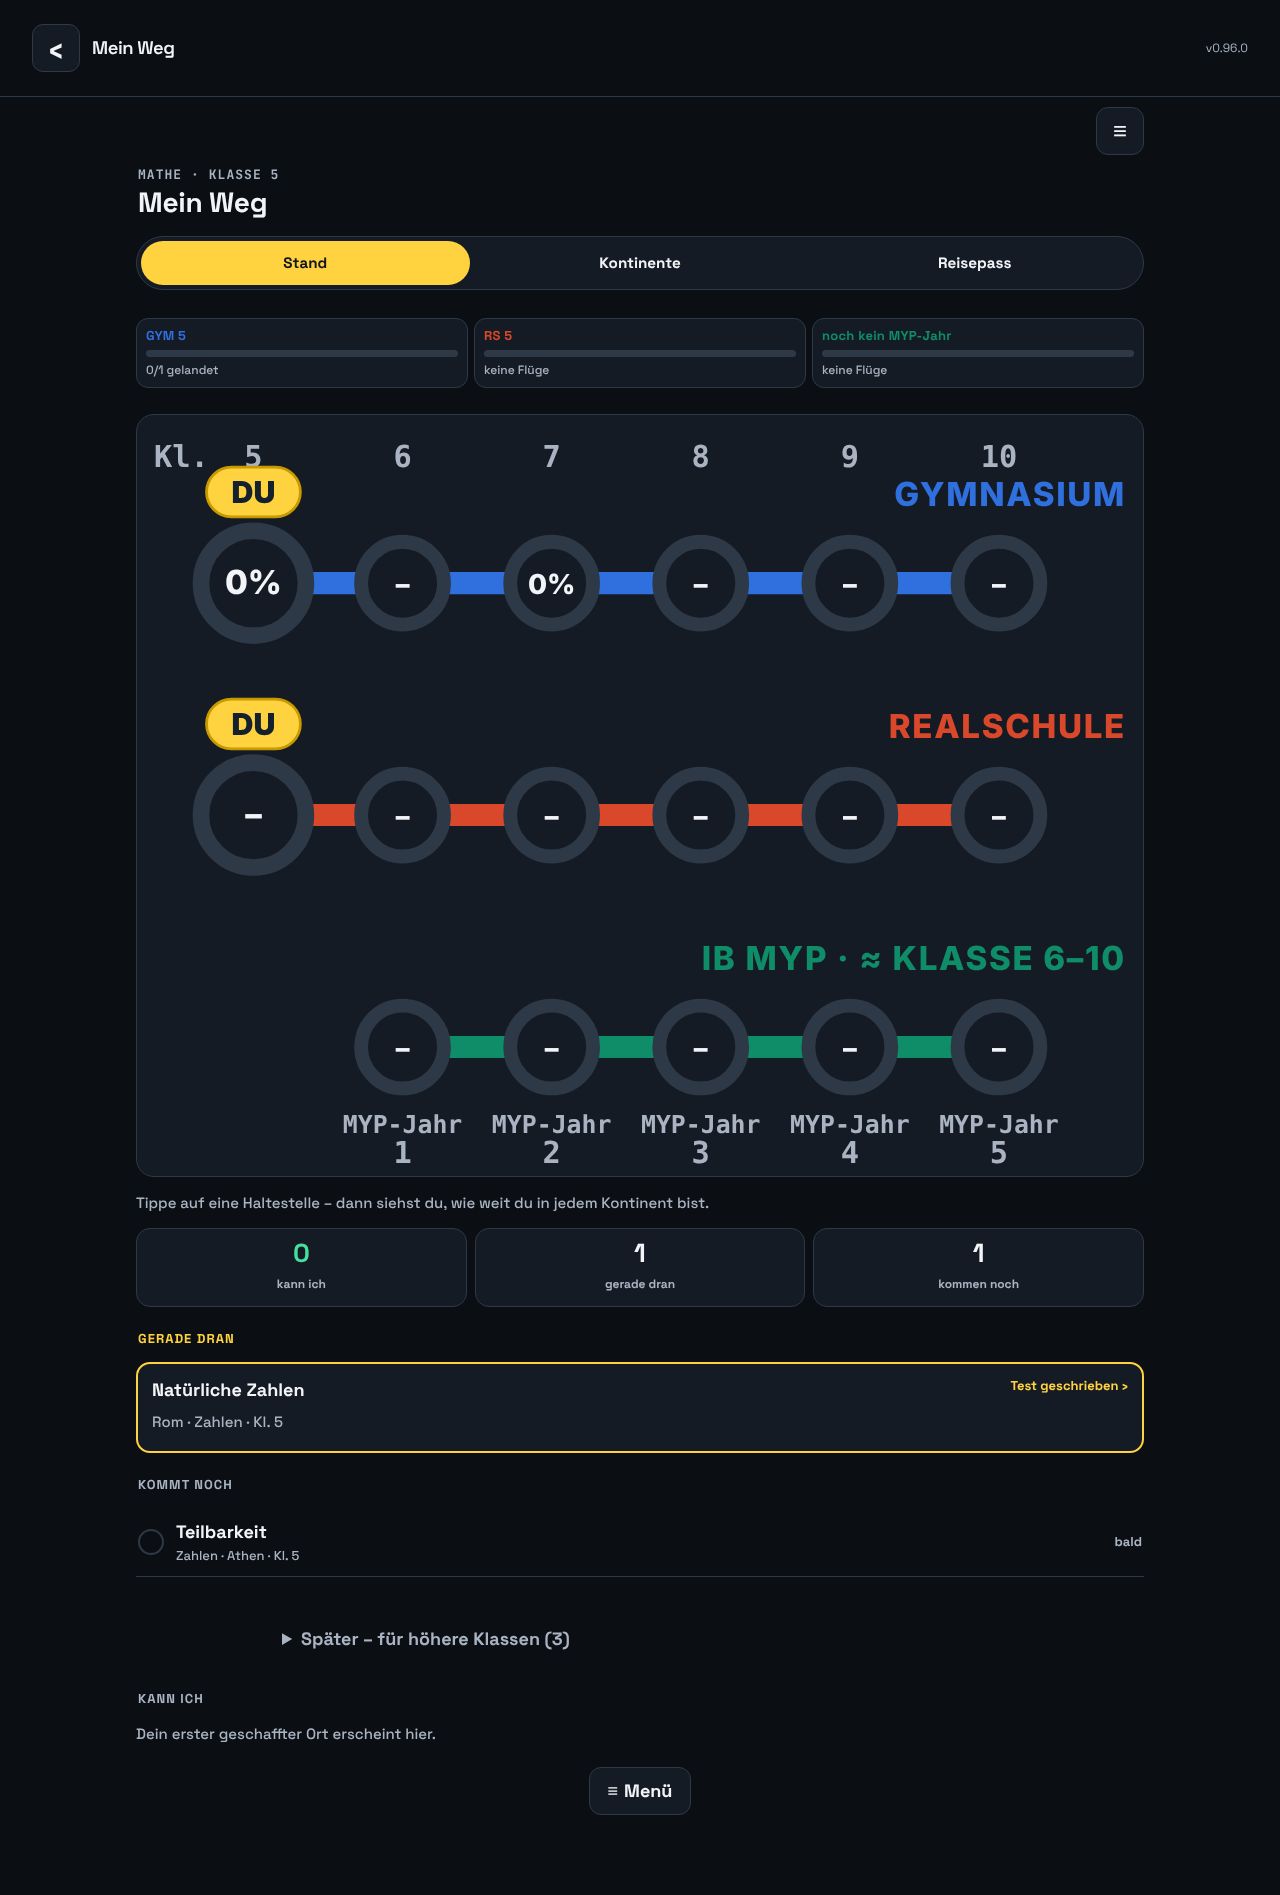 <
Mein Weg
v0.96.0
≡
MATHE · KLASSE 5
Mein Weg
Stand
Kontinente
Reisepass
GYM 5
0/1 gelandet
RS 5
keine Flüge
noch kein MYP-Jahr
keine Flüge
Kl. 5 6 7 8 9 10
DU
GYMNASIUM
0% – 0% – – –
DU
REALSCHULE
– – – – – –
IB MYP · ≈ KLASSE 6–10
– – – – –
MYP-Jahr MYP-Jahr MYP-Jahr MYP-Jahr MYP-Jahr
1 2 3 4 5
Tippe auf eine Haltestelle – dann siehst du, wie weit du in jedem Kontinent bist.
0
kann ich
1
gerade dran
1
kommen noch
GERADE DRAN
Natürliche Zahlen
Test geschrieben ›
Rom · Zahlen · Kl. 5
KOMMT NOCH
Teilbarkeit
Zahlen · Athen · Kl. 5
bald
▶ Später – für höhere Klassen (3)
KANN ICH
Dein erster geschaffter Ort erscheint hier.
≡ Menü